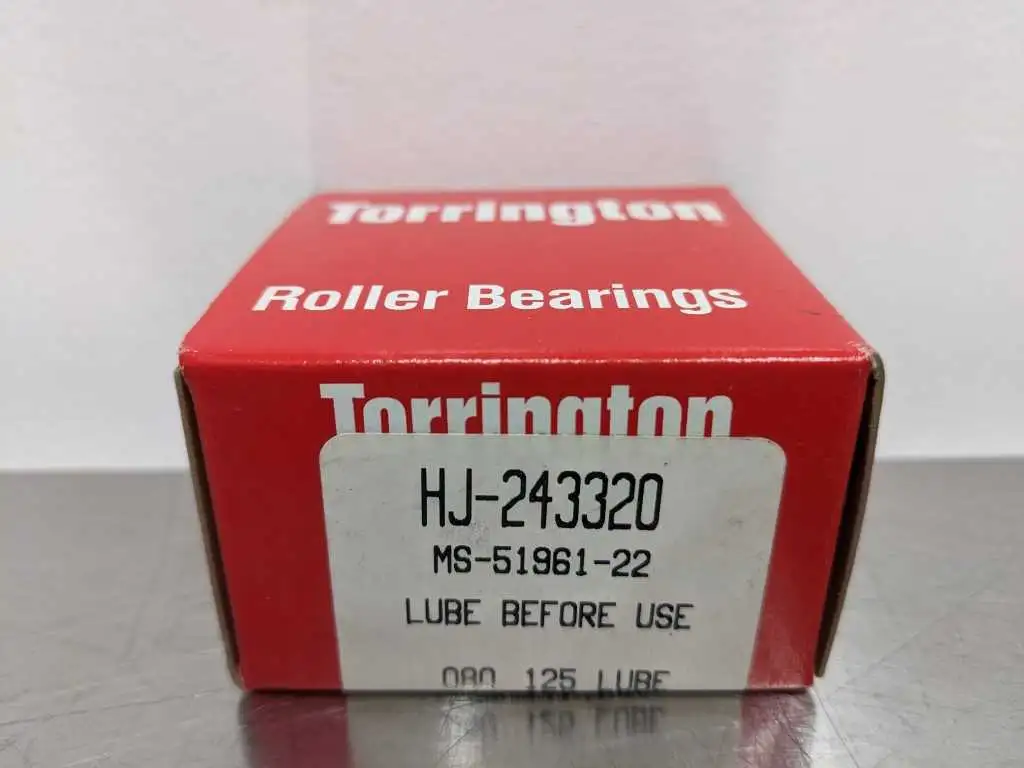 Torrington
Roller Bearings
Torrington
HJ-243320
MS-51961-22
LUBE BEFORE USE
080 125 LUBE